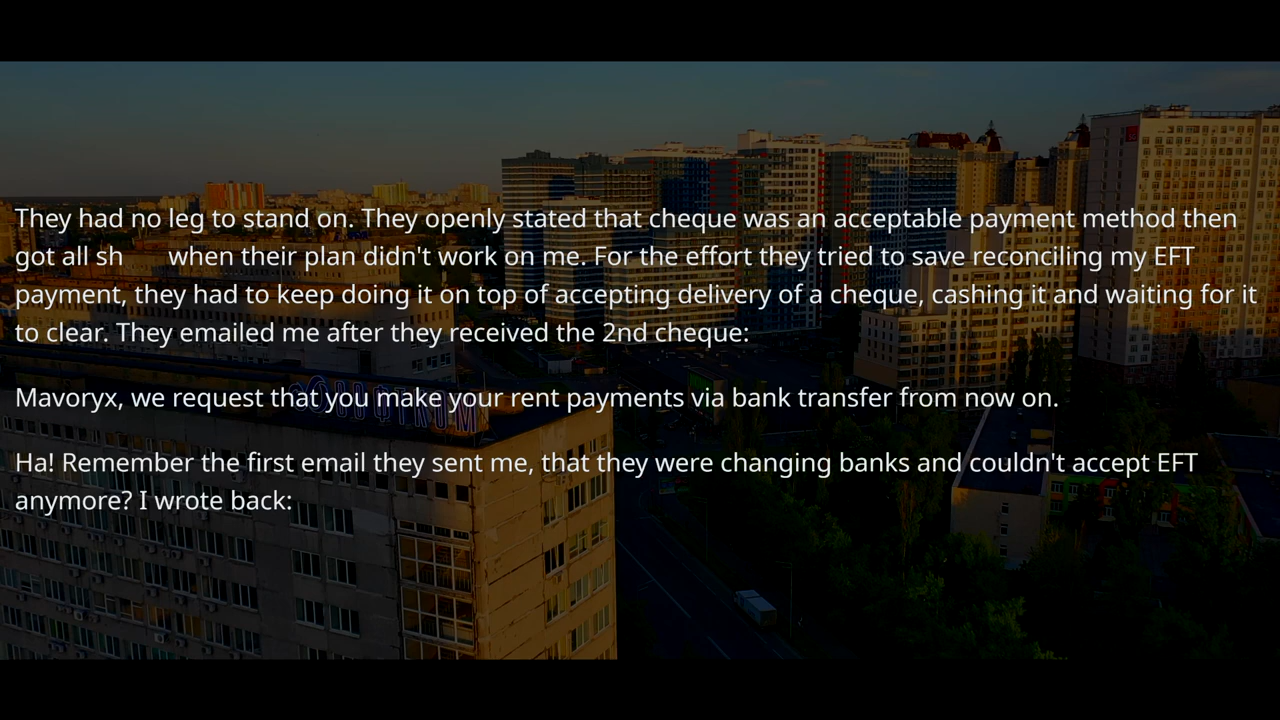 They had no leg to stand on. They openly stated that cheque was an acceptable payment method then
got all sh when their plan didn't work on me. For the effort they tried to save reconciling my EFT
payment, they had to keep doing it on top of accepting delivery of a cheque, cashing it and waiting for it
to clear. They emailed me after they received the 2nd cheque:
Mavoryx, we request that you make your rent payments via bank transfer from now on.
Ha! Remember the first email they sent me, that they were changing banks and couldn't accept EFT
anymore? I wrote back: